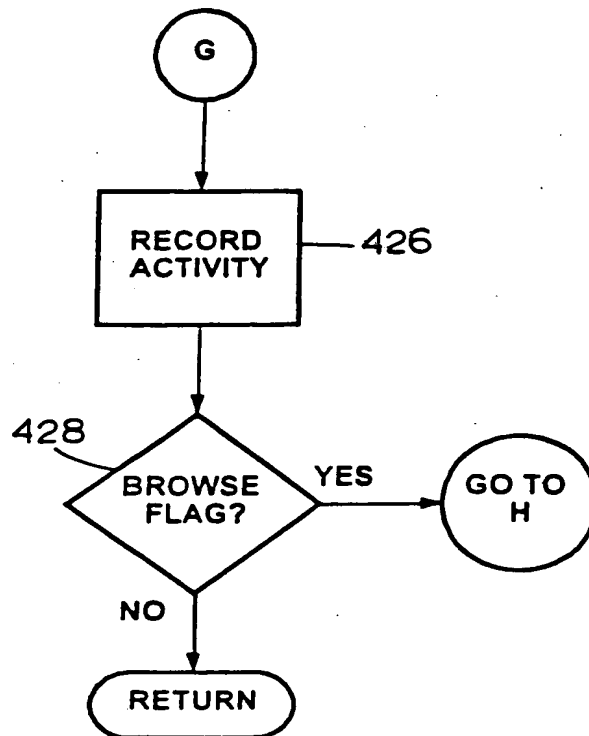 G
RECORD
ACTIVITY
426
428
BROWSE
FLAG?
YES
GO TO
H
NO
RETURN